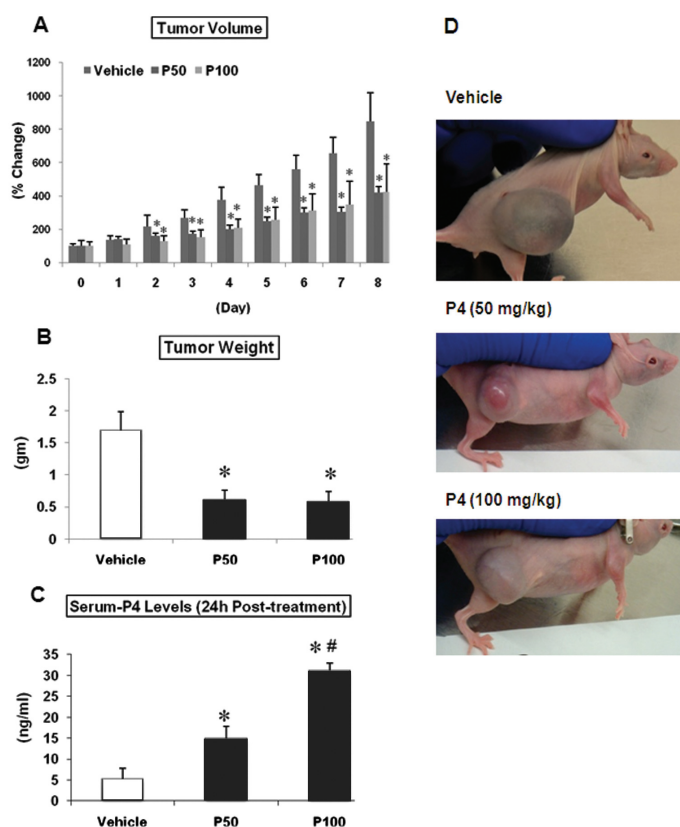 A
Tumor Volume
Vehicle P50 P100
(% Change)
1200
1000
800
600
400
200
0
* * * * * * * * * * * * * *
0 1 2 3 4 5 6 7 8
(Day)
B
Tumor Weight
(gm)
2.5
2
1.5
1
0.5
0
* *
Vehicle P50 P100
C
Serum-P4 Levels (24h Post-treatment)
(ng/ml)
35
30
25
20
15
10
5
0
* * #
Vehicle P50 P100
D
Vehicle
P4 (50 mg/kg)
P4 (100 mg/kg)